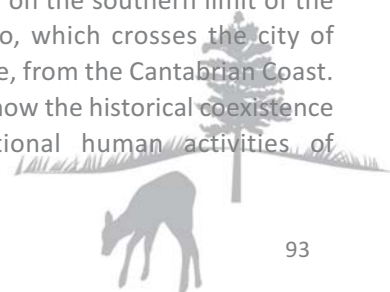 on the southern limit of the
o, which crosses the city of
e, from the Cantabrian Coast.
now the historical coexistence
tional human activities of
93